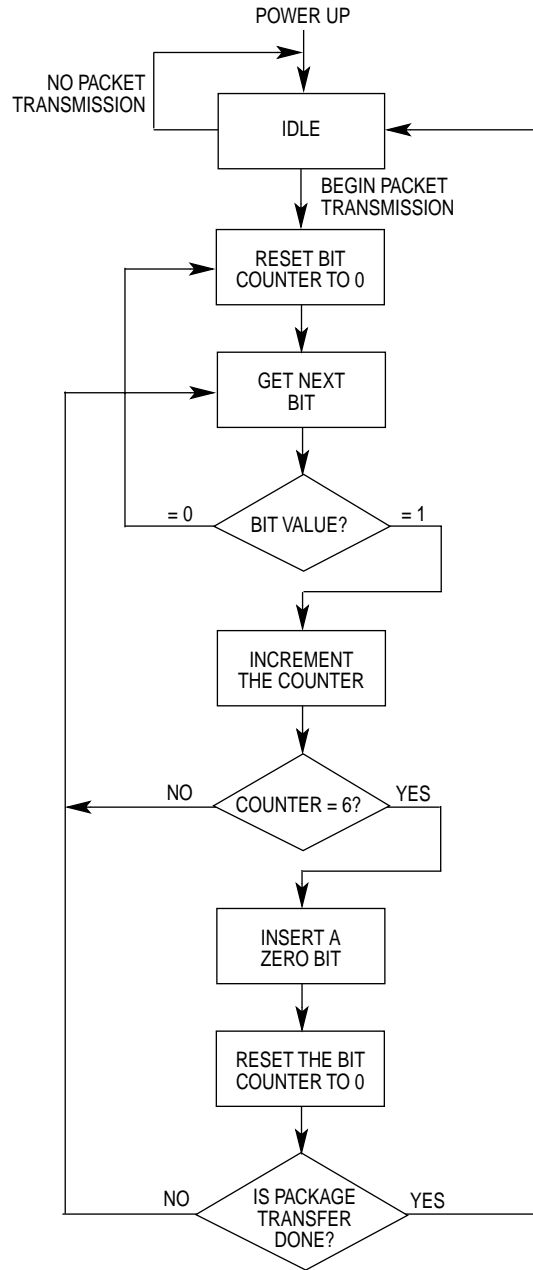 POWER UP
NO PACKET
TRANSMISSION
IDLE
BEGIN PACKET
TRANSMISSION
RESET BIT
COUNTER TO 0
GET NEXT
BIT
= 0
BIT VALUE?
= 1
INCREMENT
THE COUNTER
NO
COUNTER = 6?
YES
INSERT A
ZERO BIT
RESET THE BIT
COUNTER TO 0
NO
IS PACKAGE
TRANSFER
DONE?
YES